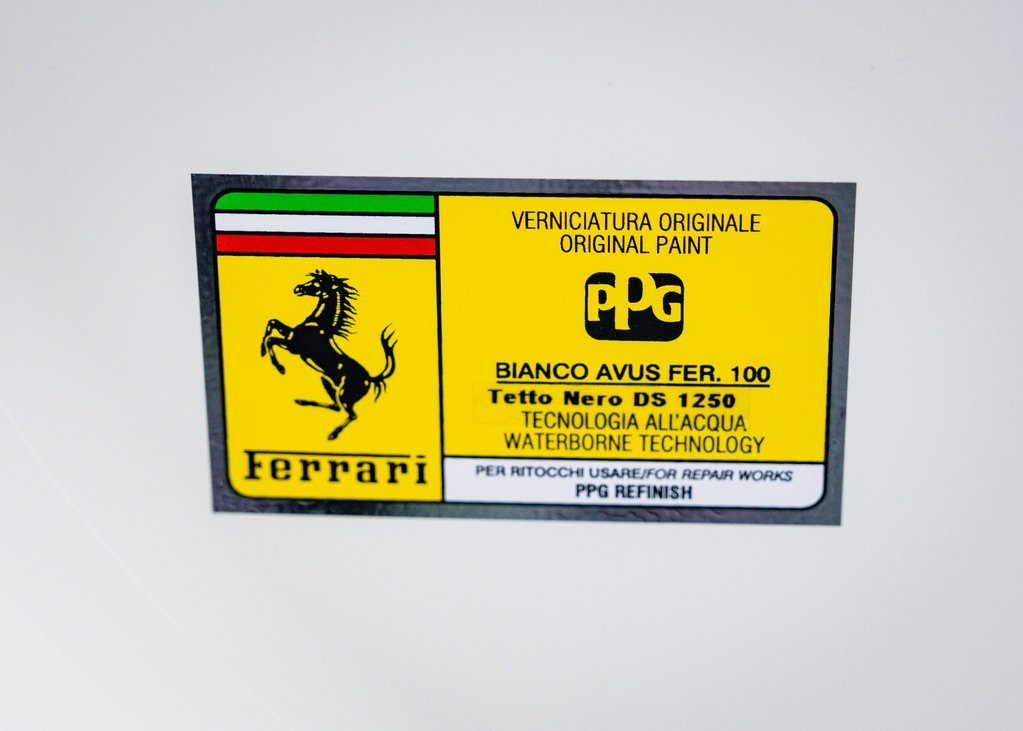 Ferrari
VERNICIATURA ORIGINALE
ORIGINAL PAINT
PPG
BIANCO AVUS FER. 100
Tetto Nero DS 1250
TECNOLOGIA ALL'ACQUA
WATERBORNE TECHNOLOGY
PER RITOCCHI USARE/FOR REPAIR WORKS
PPG REFINISH